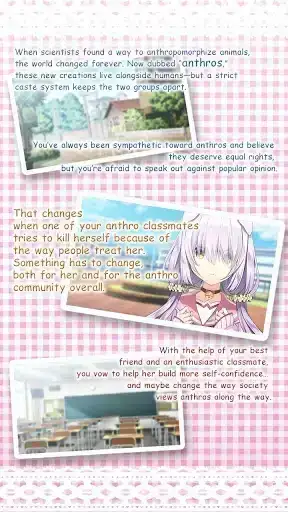 When scientists found a way to anthropomorphize animals,
the world changed forever. Now dubbed "anthros,"
these new creations live alongside humans—but a strict
caste system keeps the two groups apart.
You've always been sympathetic toward anthros and believe
they deserve equal rights,
but you're afraid to speak out against popular opinion.
That changes
when one of your anthro classmates
tries to kill herself because of
the way people treat her.
Something has to change
both for her and for the anthro
community overall.
With the help of your best
friend and an enthusiastic classmate,
you vow to help her build more self-confidence...
and maybe change the way society
views anthros along the way.